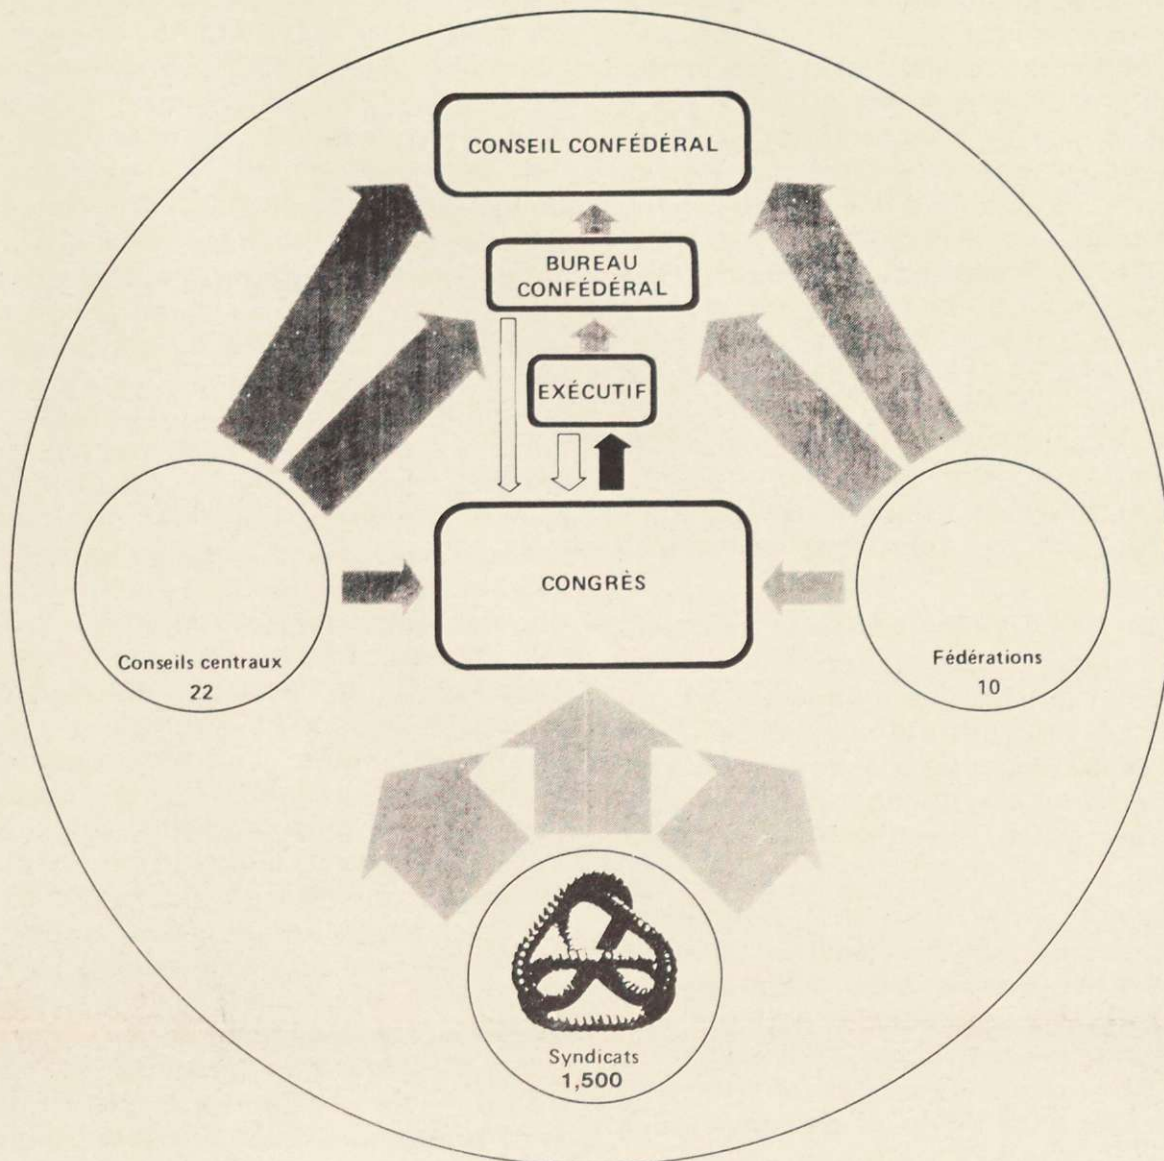 CONSEIL CONFÉDÉRAL
BUREAU
CONFÉDÉRAL
EXÉCUTIF
CONGRÈS
Conseils centraux
22
Fédérations
10
Syndicats
1,500